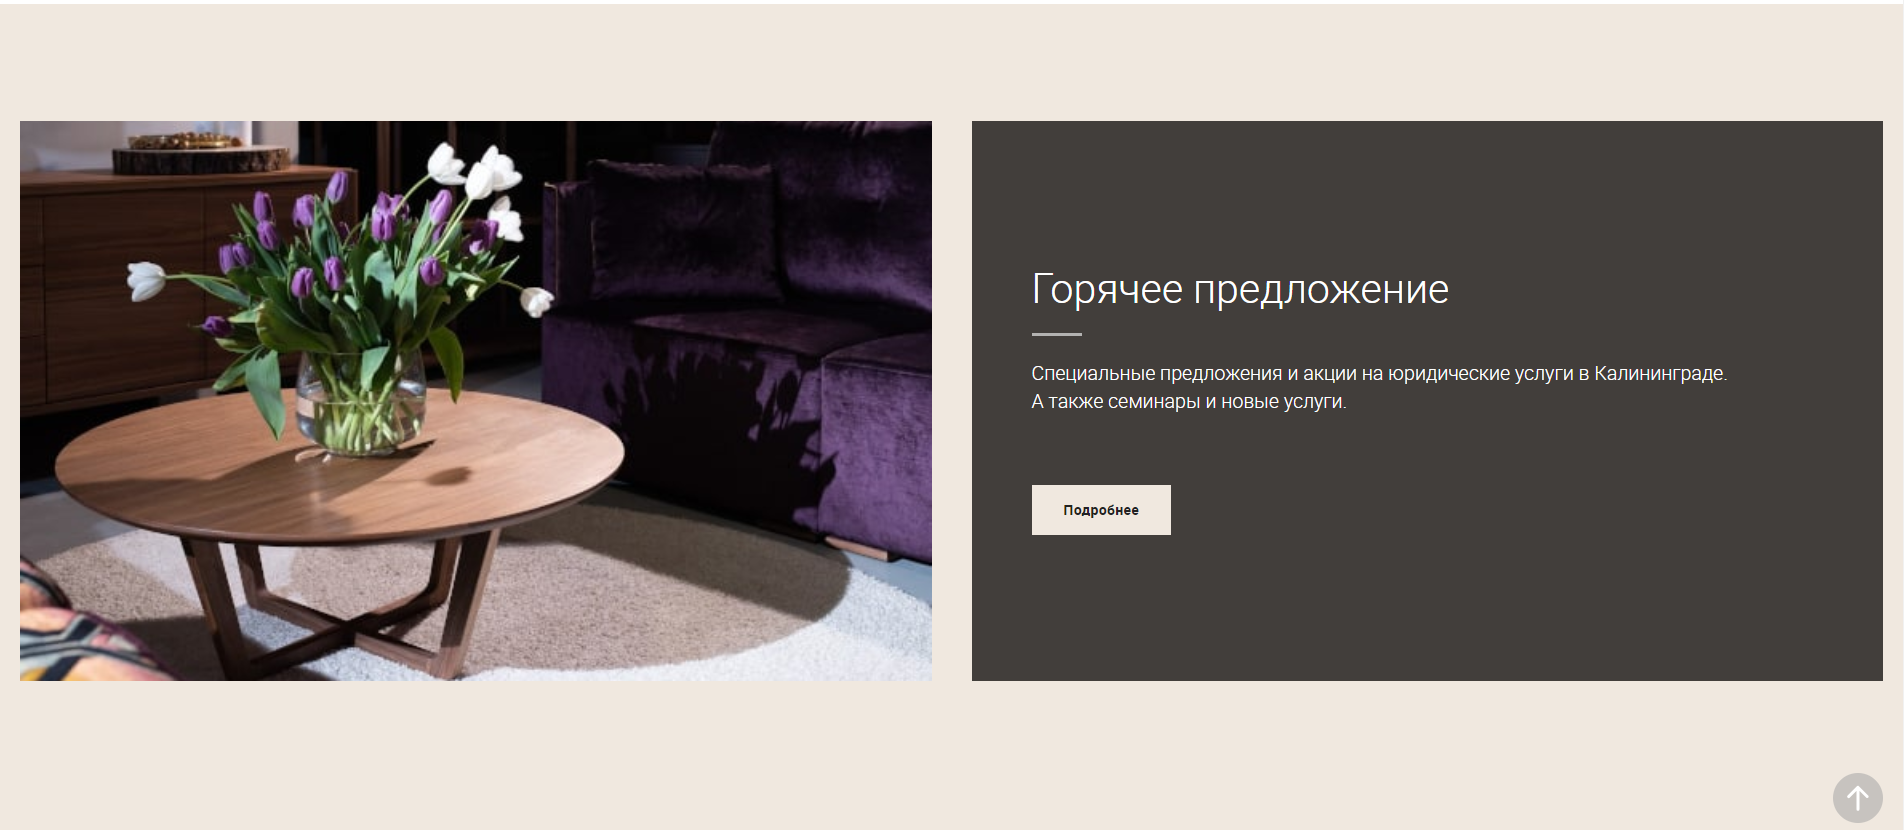 Горячее предложение
Специальные предложения и акции на юридические услуги в Калининграде.
А также семинары и новые услуги.
Подробнее